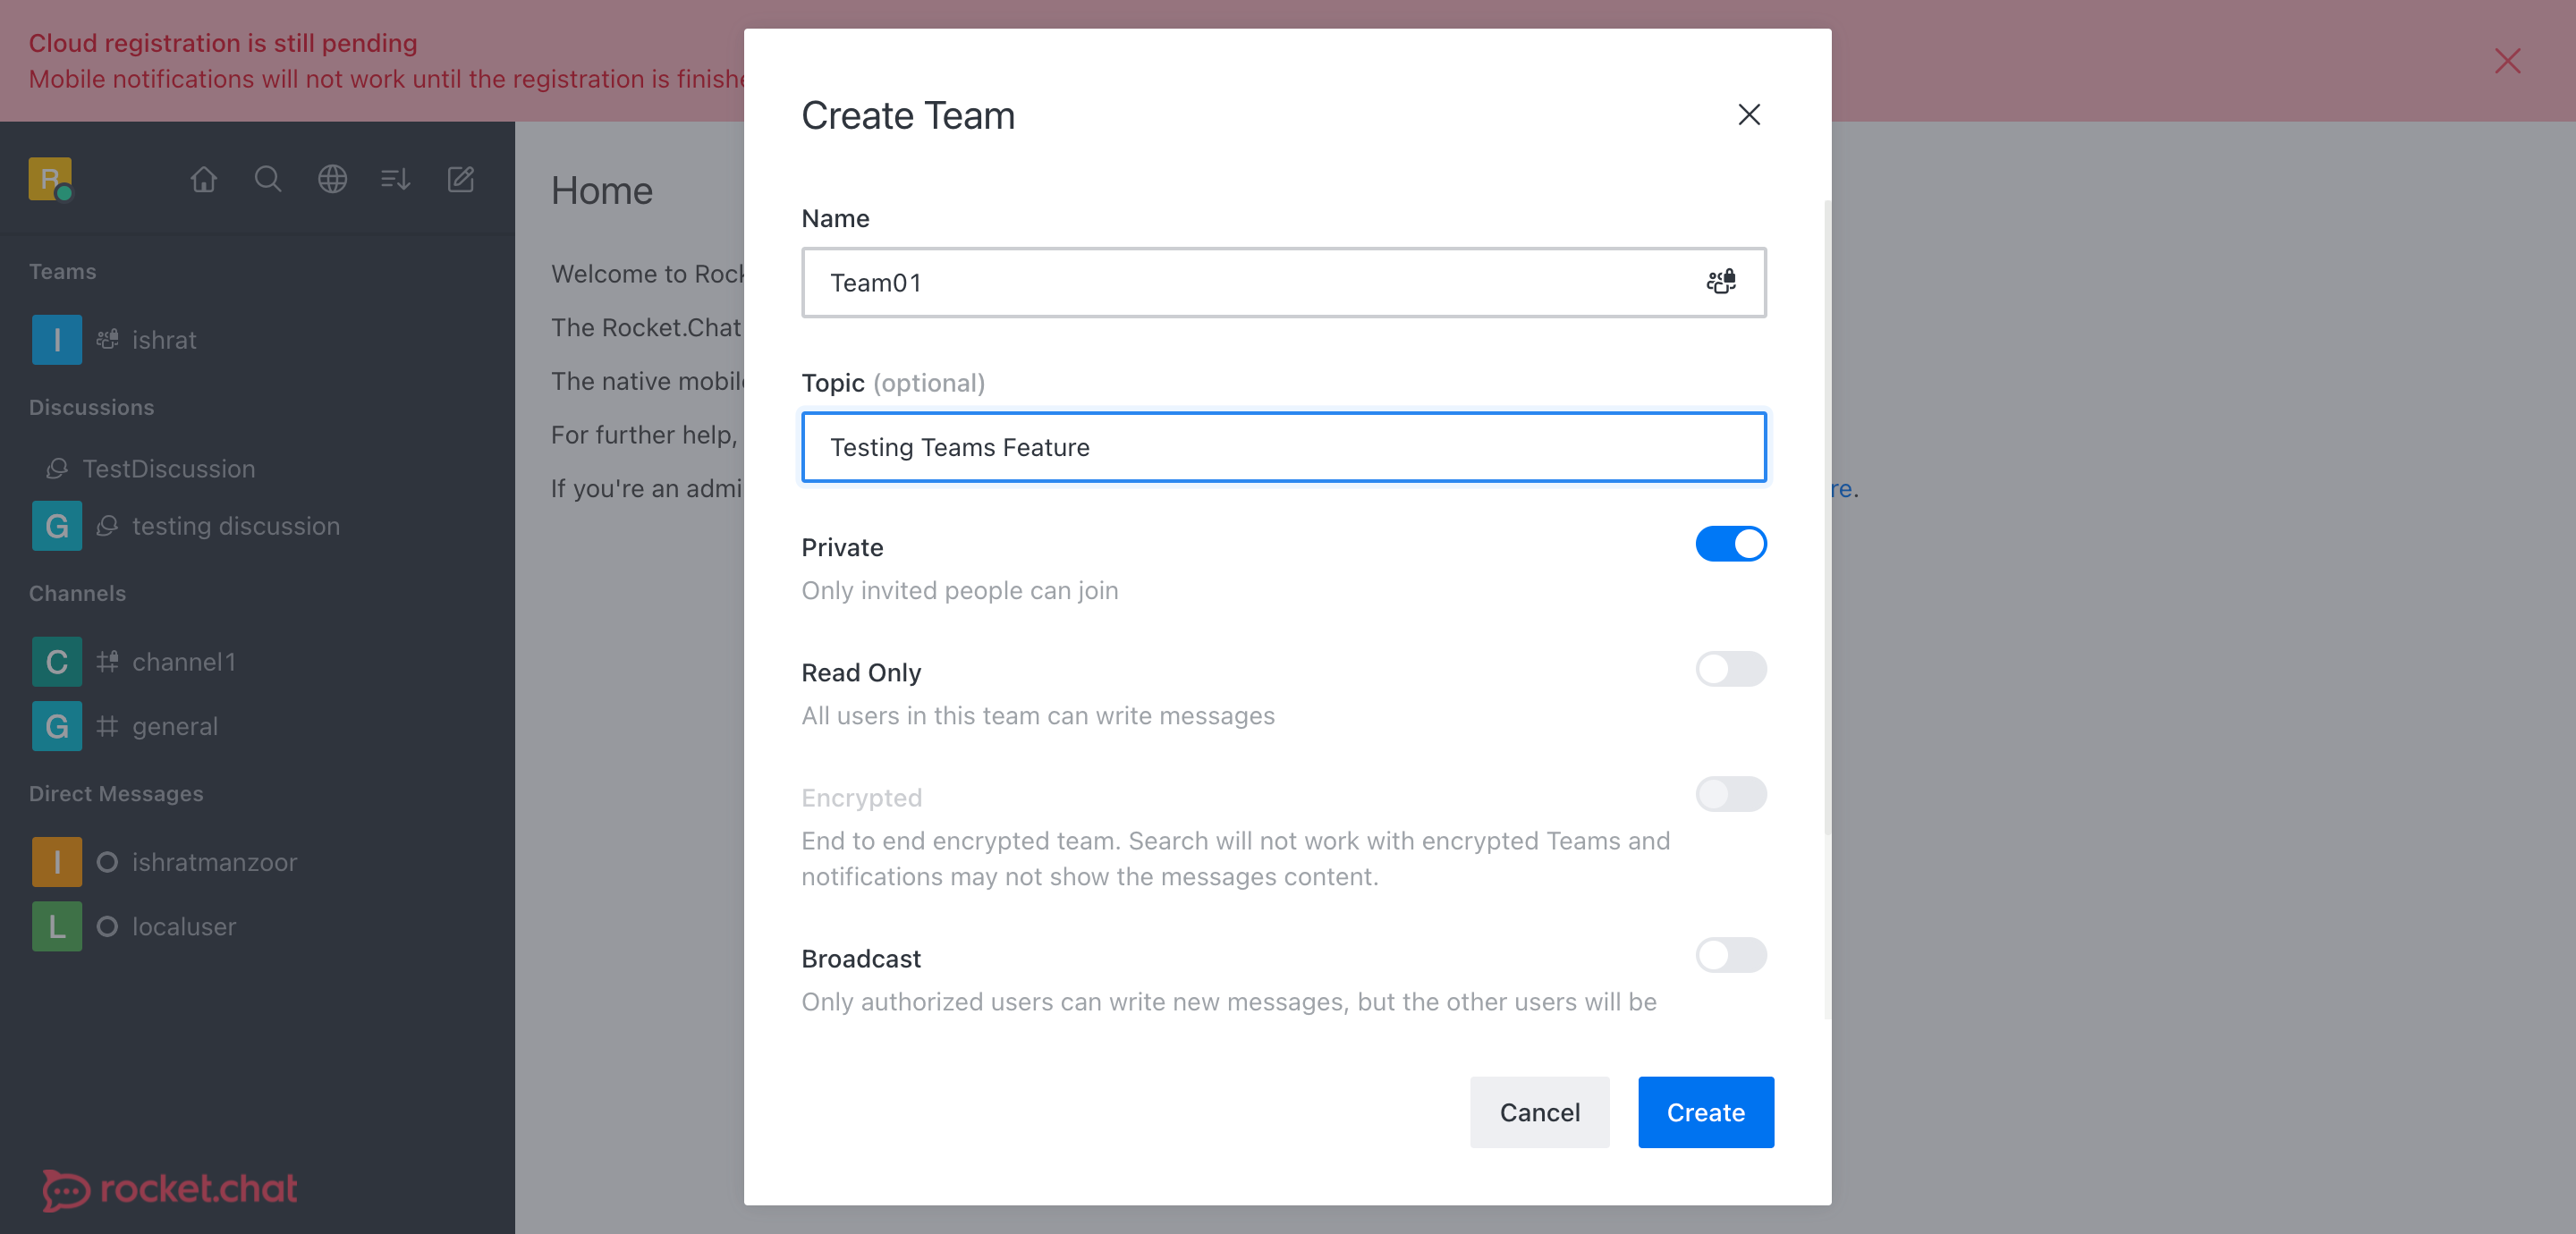 Cloud registration is still pending
Mobile notifications will not work until the registration is
R
Teams
I ishrat
Discussions
TestDiscussion
G testing discussion
Channels
C channel1
G general
Direct Messages
I ishratmanzoor
L localuser
rocket.chat
Home
Welcome to
The Rocket.Chat
The native
For further help,
If you're an
Create Team
Name
Team01
Topic (optional)
Testing Teams Feature
Private
Only invited people can join
Read Only
All users in this team can write messages
Encrypted
End to end encrypted team. Search will not work with encrypted Teams and
notifications may not show the messages content.
Broadcast
Only authorized users can write new messages, but the other users will be
Cancel
Create